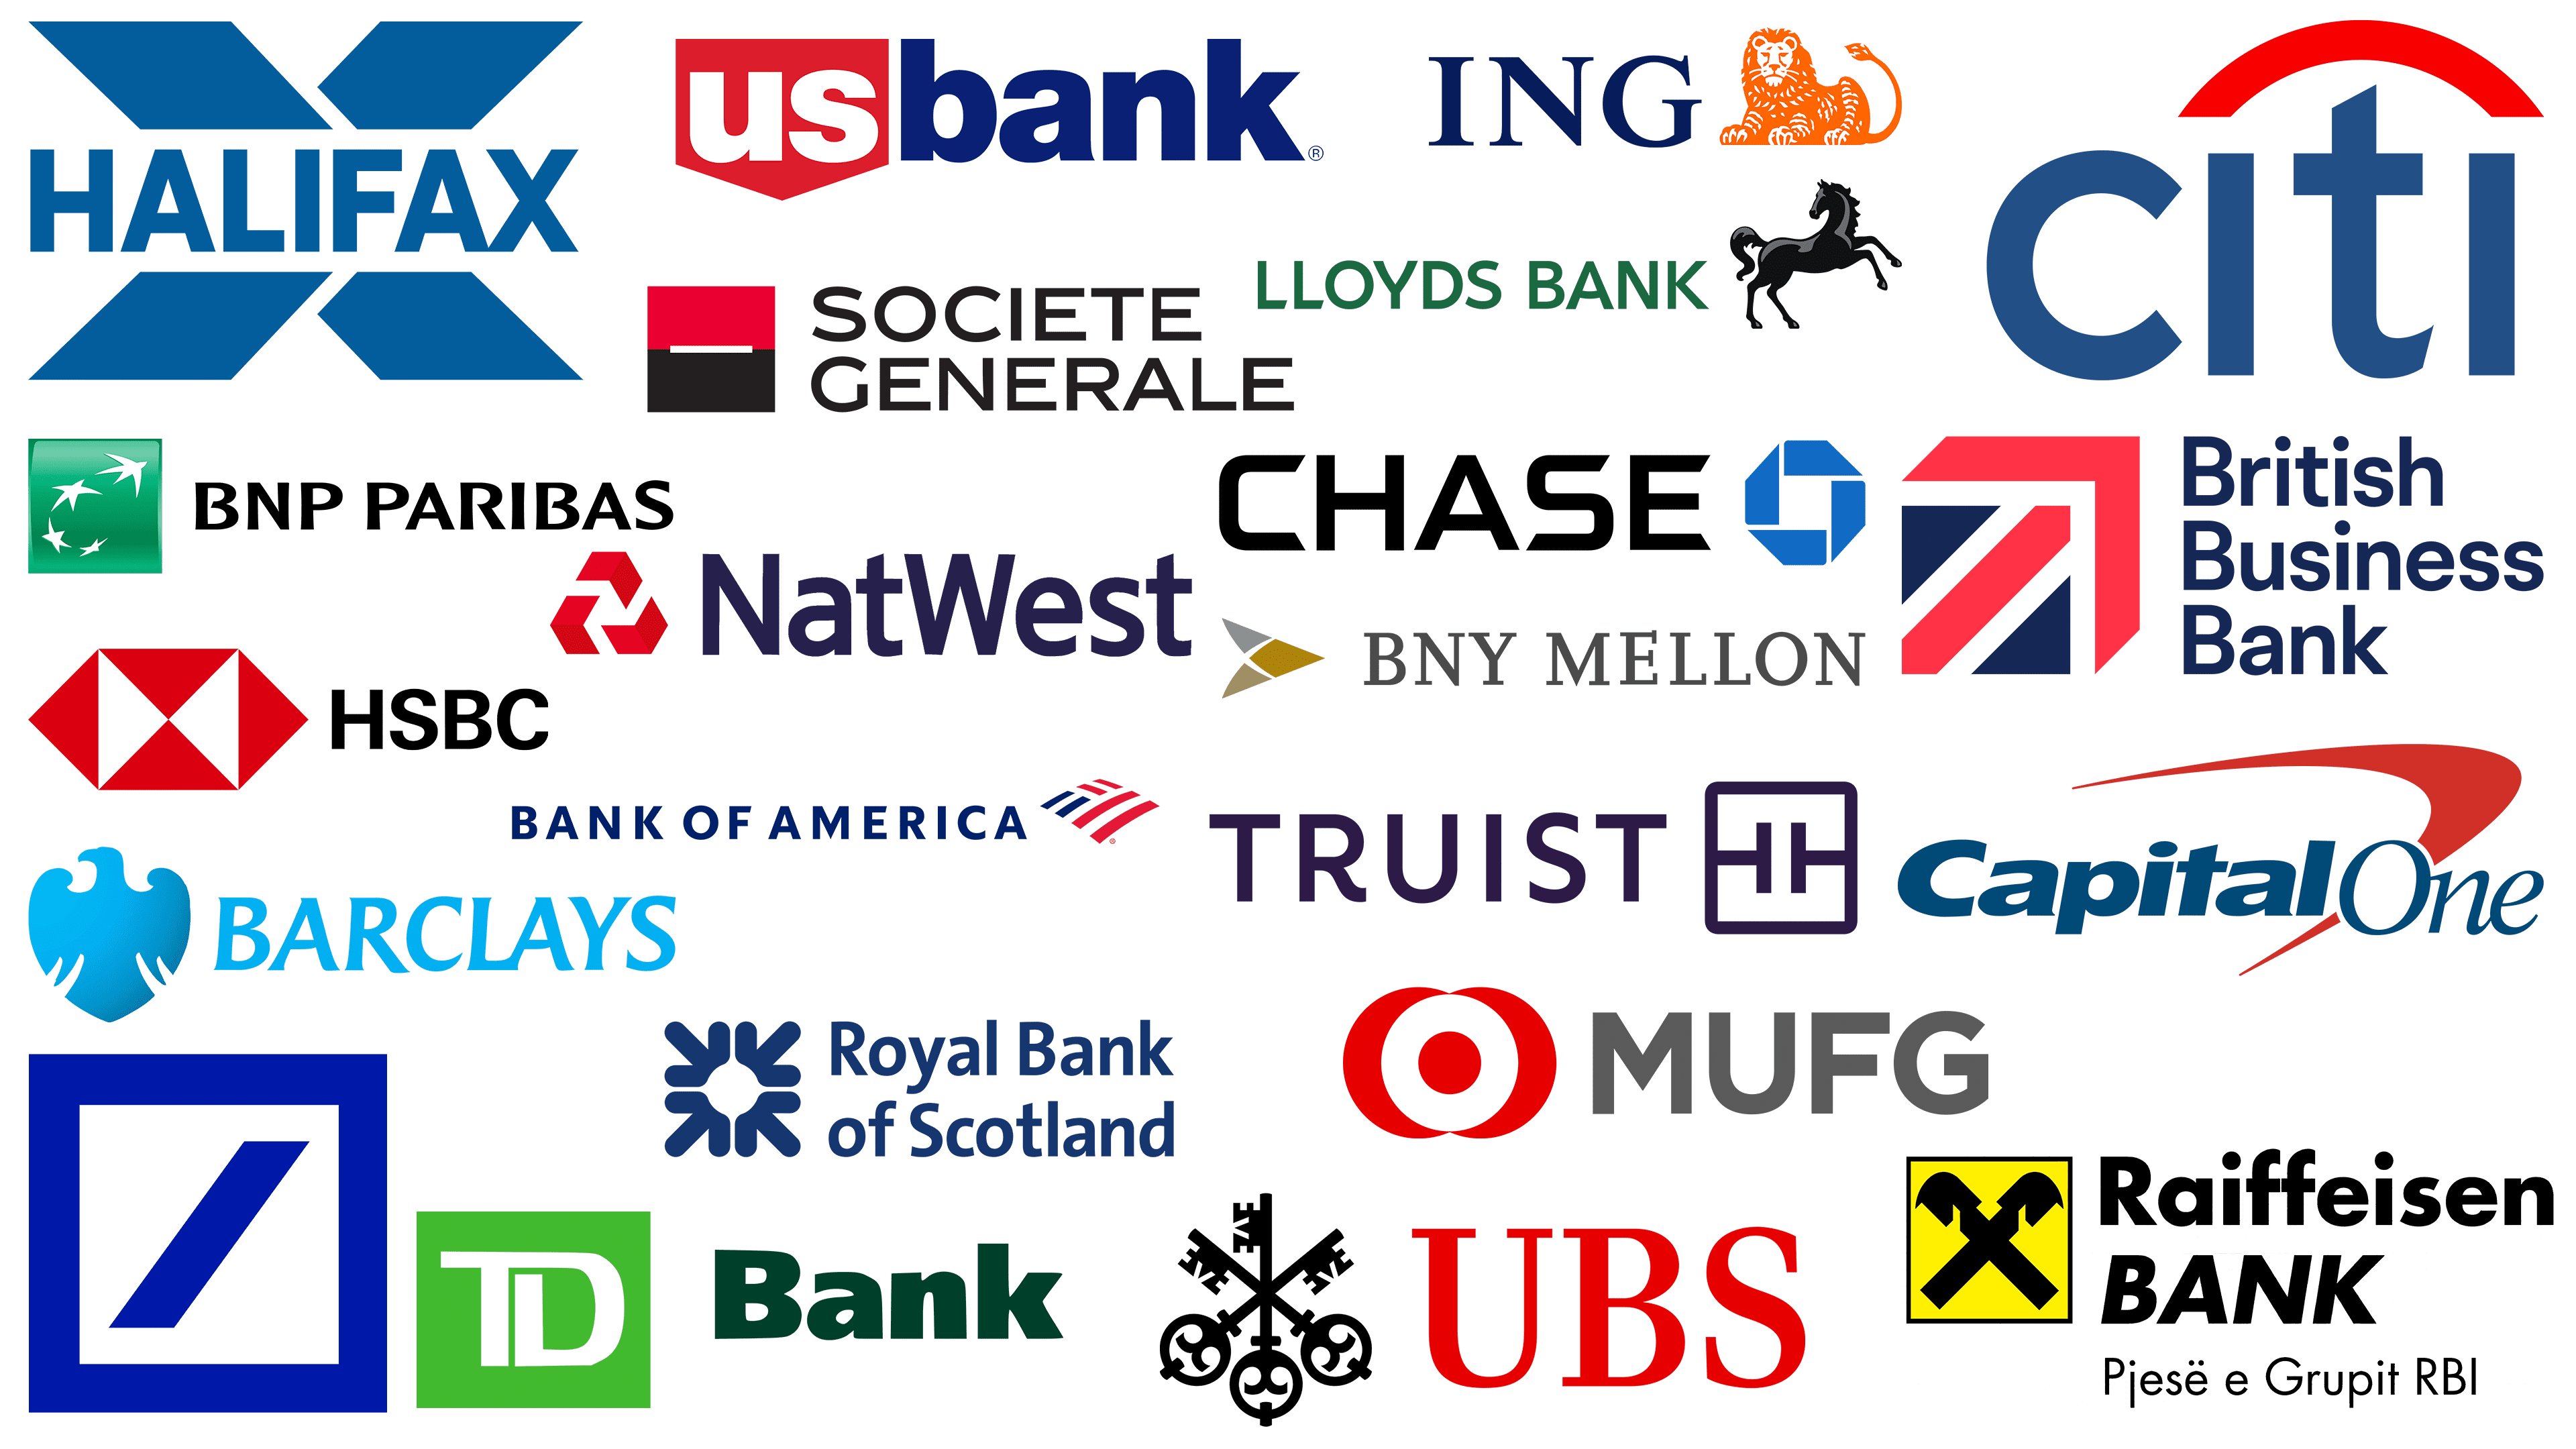 HALIFAX
usbank®
ING
citi
LLOYDS BANK
SOCIETE
GENERALE
BNP PARIBAS
CHASE
British
Business
Bank
NatWest
BNY MELLON
HSBC
BANK OF AMERICA
TRUIST
CapitalOne
BARCLAYS
Royal Bank
of Scotland
MUFG
TD Bank
UBS
Raiffeisen
BANK
Pjesë e Grupit RBI